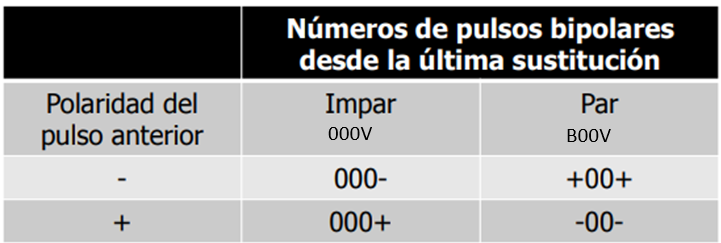 Números de pulsos bipolares
desde la última sustitución
Polaridad del
pulso anterior
Impar
000V
Par
B00V
-
000-
+00+
+
000+
-00-